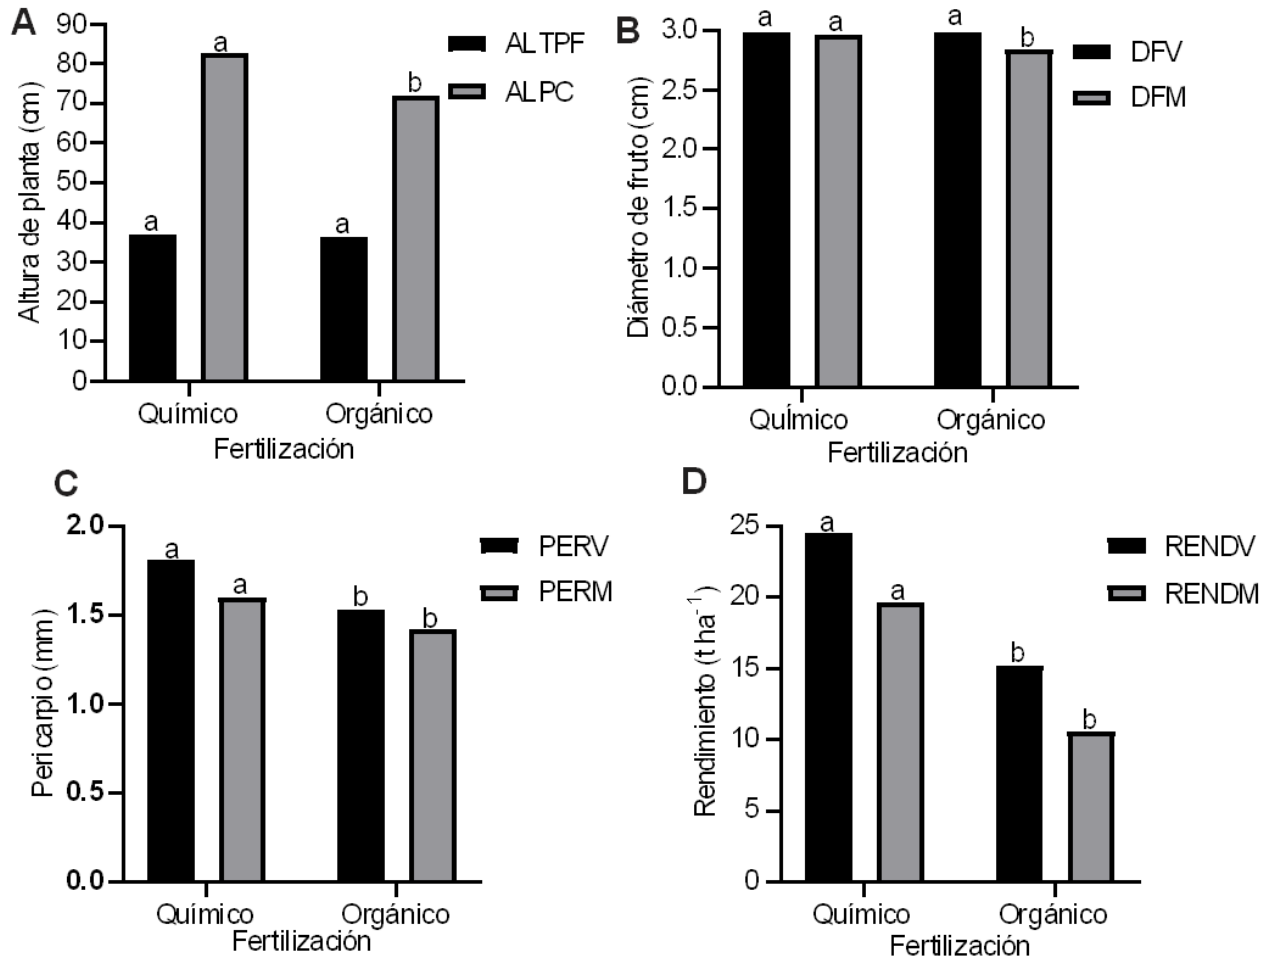 A
90
80
70
60
50
40
30
20
10
0
Altura de planta (cm)
a
a
a
b
ALTPF
ALPC
Químico
Orgánico
Fertilización
B
3.0
2.5
2.0
1.5
1.0
0.5
0.0
Diámetro de fruto (cm)
a
a
a
b
DFV
DFM
QuÍmico
Orgánico
Fertilización
C
2.0
1.5
1.0
0.5
0.0
Pericarpio (mm)
a
a
b
b
PERV
PERM
Químico
Orgánico
Fertilización
D
25
20
15
10
5
0
Rendimiento (t ha⁻¹)
a
a
b
b
RENDV
RENDM
Químico
Orgánico
Fertilización